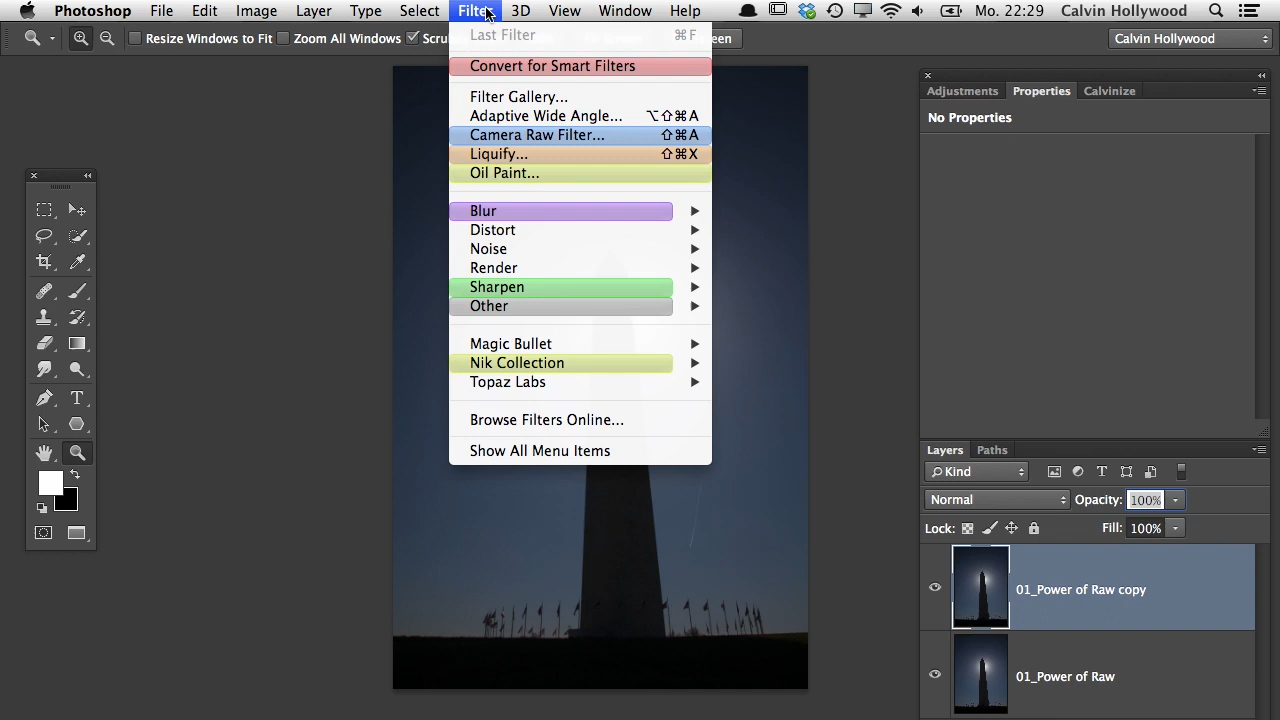 Photoshop File Edit Image Layer Type Select Filter 3D View Window Help Mo. 22:29 Calvin Hollywood
Resize Windows to Fit Zoom All Windows Scru een Calvin Hollywood
Last Filter ⌘F
Convert for Smart Filters
Filter Gallery...
Adaptive Wide Angle... ⌥⇧⌘A
Camera Raw Filter... ⇧⌘A
Liquify... ⇧⌘X
Oil Paint...
Blur
Distort
Noise
Render
Sharpen
Other
Magic Bullet
Nik Collection
Topaz Labs
Browse Filters Online...
Show All Menu Items
Adjustments Properties Calvinize
No Properties
Layers Paths
Kind
Normal Opacity: 100%
Lock: Fill: 100%
01_Power of Raw copy
01_Power of Raw